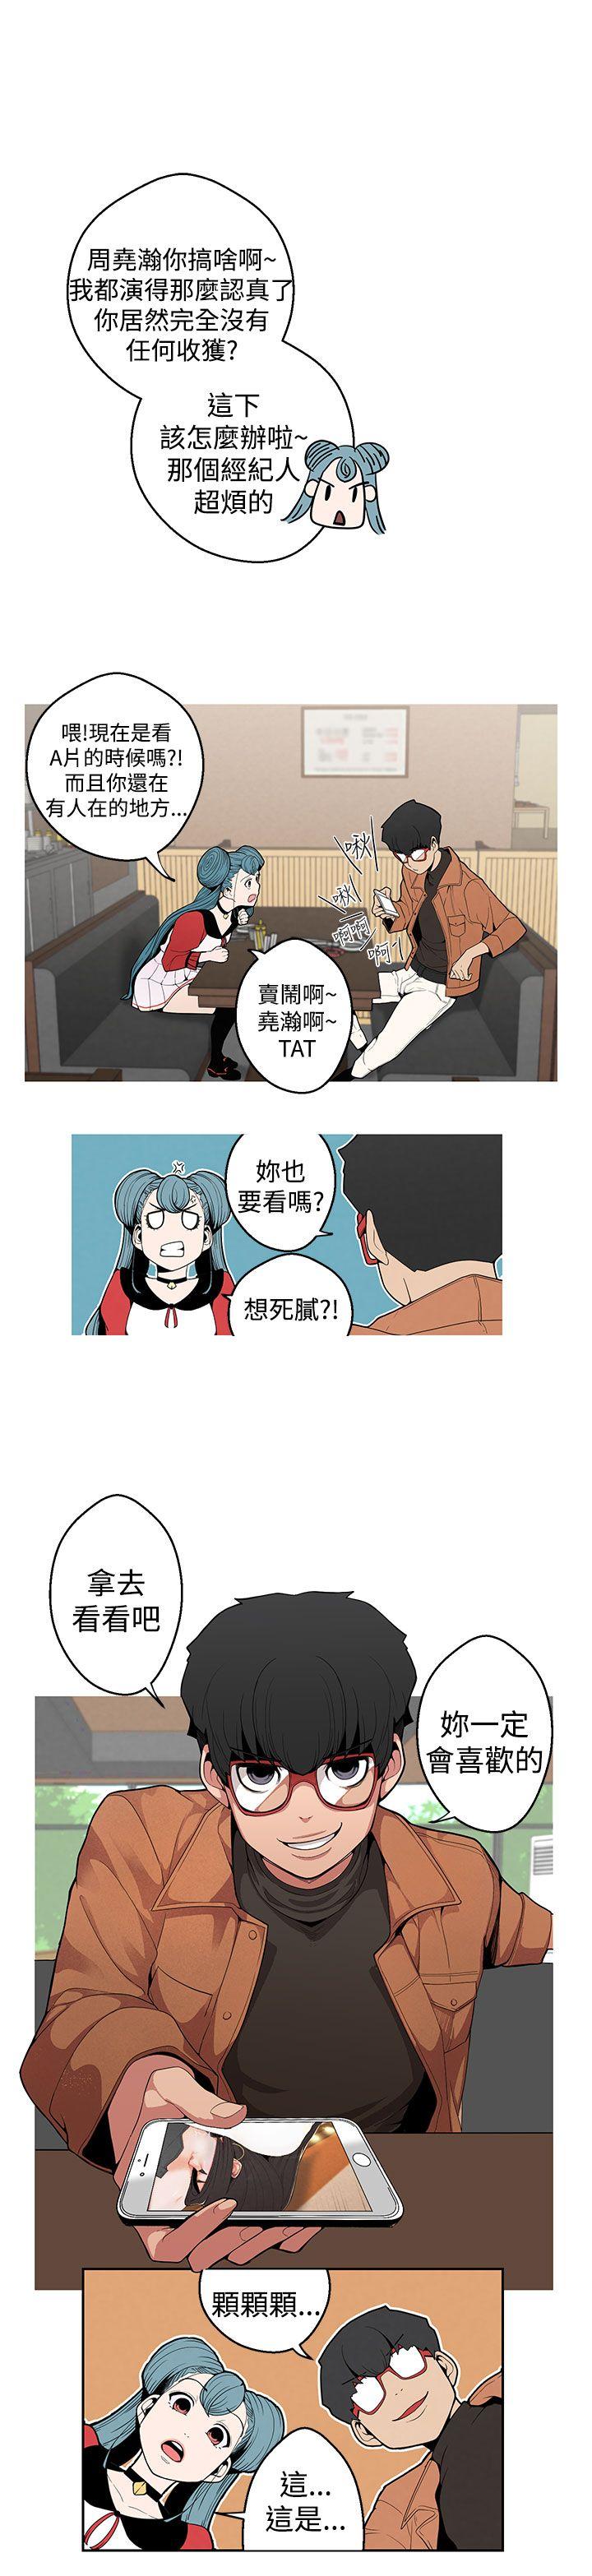 周堯瀚你搞啥啊~
我都演得那麼認真了
你居然完全沒有
任何收獲?
這下
該怎麼辦啦~
那個經紀人
超煩的
喂!現在是看
A片的時候嗎?!
而且你還在
有人在的地方...
啾
啾
啊啊
啊
賣鬧啊~
堯瀚啊~
TAT
妳也
要看嗎?
想死膩?!
拿去
看看吧
妳一定
會喜歡的
顆顆顆...
這...
這是...